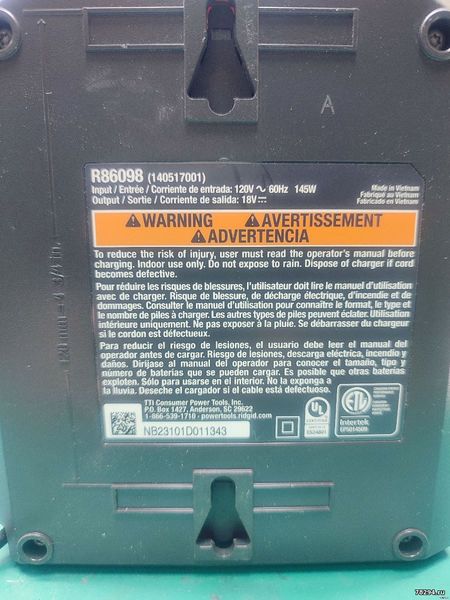 A
R86098 (140517001)
Input / Entrée / Corriente de entrada: 120V ~ 60Hz 145W
Output / Sortie / Corriente de salida: 18V⎓
Made in Vietnam
Fabriqué au Vietnam
Fabricado en Vietnam
WARNING AVERTISSEMENT
ADVERTENCIA
To reduce the risk of injury, user must read the operator's manual before
charging. Indoor use only. Do not expose to rain. Dispose of charger if cord
becomes defective.
Pour réduire les risques de blessures, l'utilisateur doit lire le manuel d'utilisation
avec de charger. Risque de blessure, de décharge électrique, d'incendie et de
dommages. Consulter le manuel d'utilisation pour connaître le format, le type et
le nombre de piles à charger. Les autres types de piles peuvent éclater. Utilisation
intérieure uniquement. Ne pas exposer à la pluie. Se débarrasser du chargeur
si le cordon est défectueux.
Para reducir el riesgo de lesiones, el usuario debe leer el manual del
operador antes de cargar. Riesgo de lesiones, descarga eléctrica, incendio y
daños. Diríjase al manual del operador para conocer el tamaño, tipo y
número de baterías que se pueden cargar. Es posible que otras baterías
exploten. Sólo para usarse en el interior. No la exponga a
la lluvia. Deseche el cargador si el cable está defectuoso.
TTI Consumer Power Tools, Inc.
P.O. Box 1427, Anderson, SC 29622
1-866-539-1710 - powertools.ridgid.com
NB23101D011343
UL
CERTIFIED
ETL
Intertek
120 mm = 4 3/4 in.
78294.ru